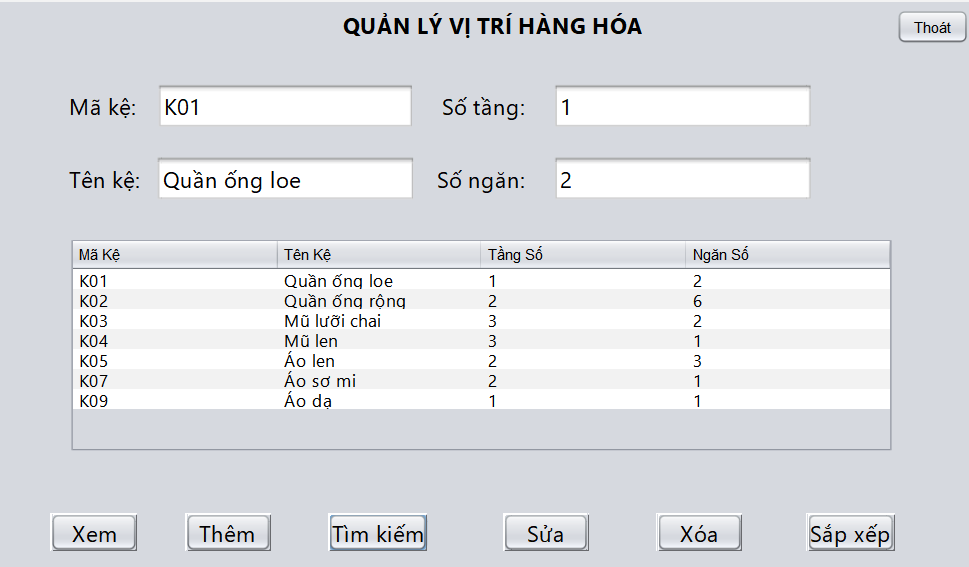 QUẢN LÝ VỊ TRÍ HÀNG HÓA
Thoát
Mã kệ: K01 Số tầng: 1
Tên kệ: Quần ống loe Số ngăn: 2
Mã Kệ Tên Kệ Tầng Số Ngăn Số
K01 Quần ống loe 1 2
K02 Quần ống rộng 2 6
K03 Mũ lưỡi chai 3 2
K04 Mũ len 3 1
K05 Áo len 2 3
K07 Áo sơ mi 2 1
K09 Áo dạ 1 1
Xem Thêm Tìm kiếm Sửa Xóa Sắp xếp